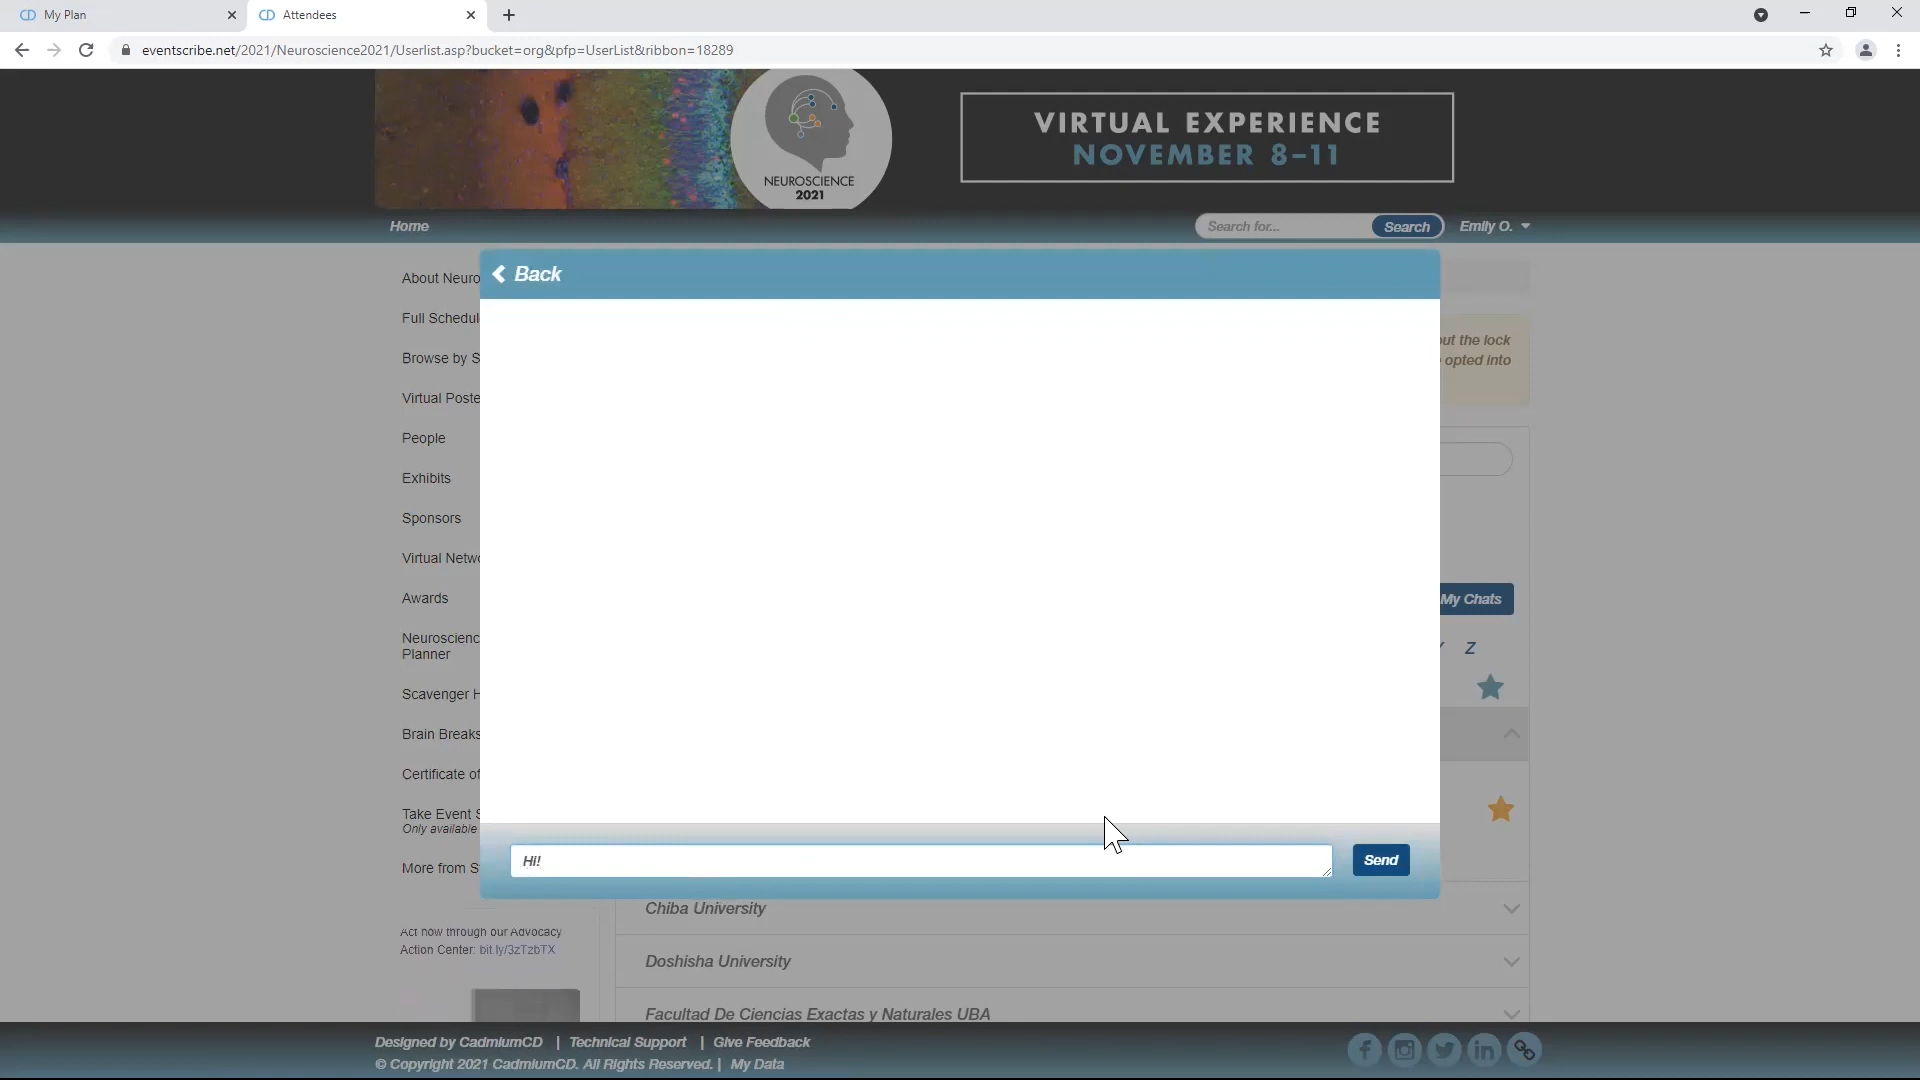 My Plan
Attendees
eventscribe.net/2021/Neuroscience2021/Userlist.asp?bucket=org&pfp=UserList&ribbon=18289
NEUROSCIENCE
2021
VIRTUAL EXPERIENCE
NOVEMBER 8–11
Home
Search for...
Search
Emily O.
Back
About Neuro
Full Schedul
Browse by S
Virtual Poste
People
Exhibits
Sponsors
Virtual Netw
Awards
Neuroscienc
Planner
Scavenger H
Brain Breaks
Certificate of
Take Event S
Only available
More from S
Act now through our Advocacy
Action Center: bit.ly/3zTzbTX
out the lock
opted into
My Chats
Z
Hi!
Send
Chiba University
Doshisha University
Facultad De Ciencias Exactas y Naturales UBA
Designed by CadmiumCD | Technical Support | Give Feedback
© Copyright 2021 CadmiumCD. All Rights Reserved. | My Data